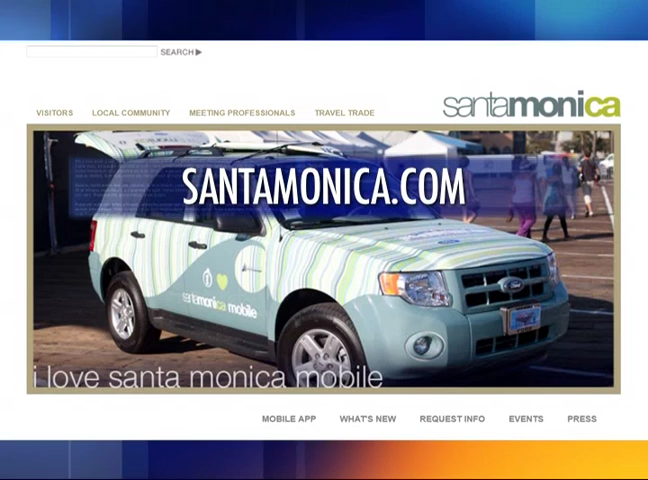 SEARCH
VISITORS LOCAL COMMUNITY MEETING PROFESSIONALS TRAVEL TRADE
santamonica
SANTAMONICA.COM
Ford
i
santamonica mobile
i love santa monica mobile
MOBILE APP WHAT'S NEW REQUEST INFO EVENTS PRESS